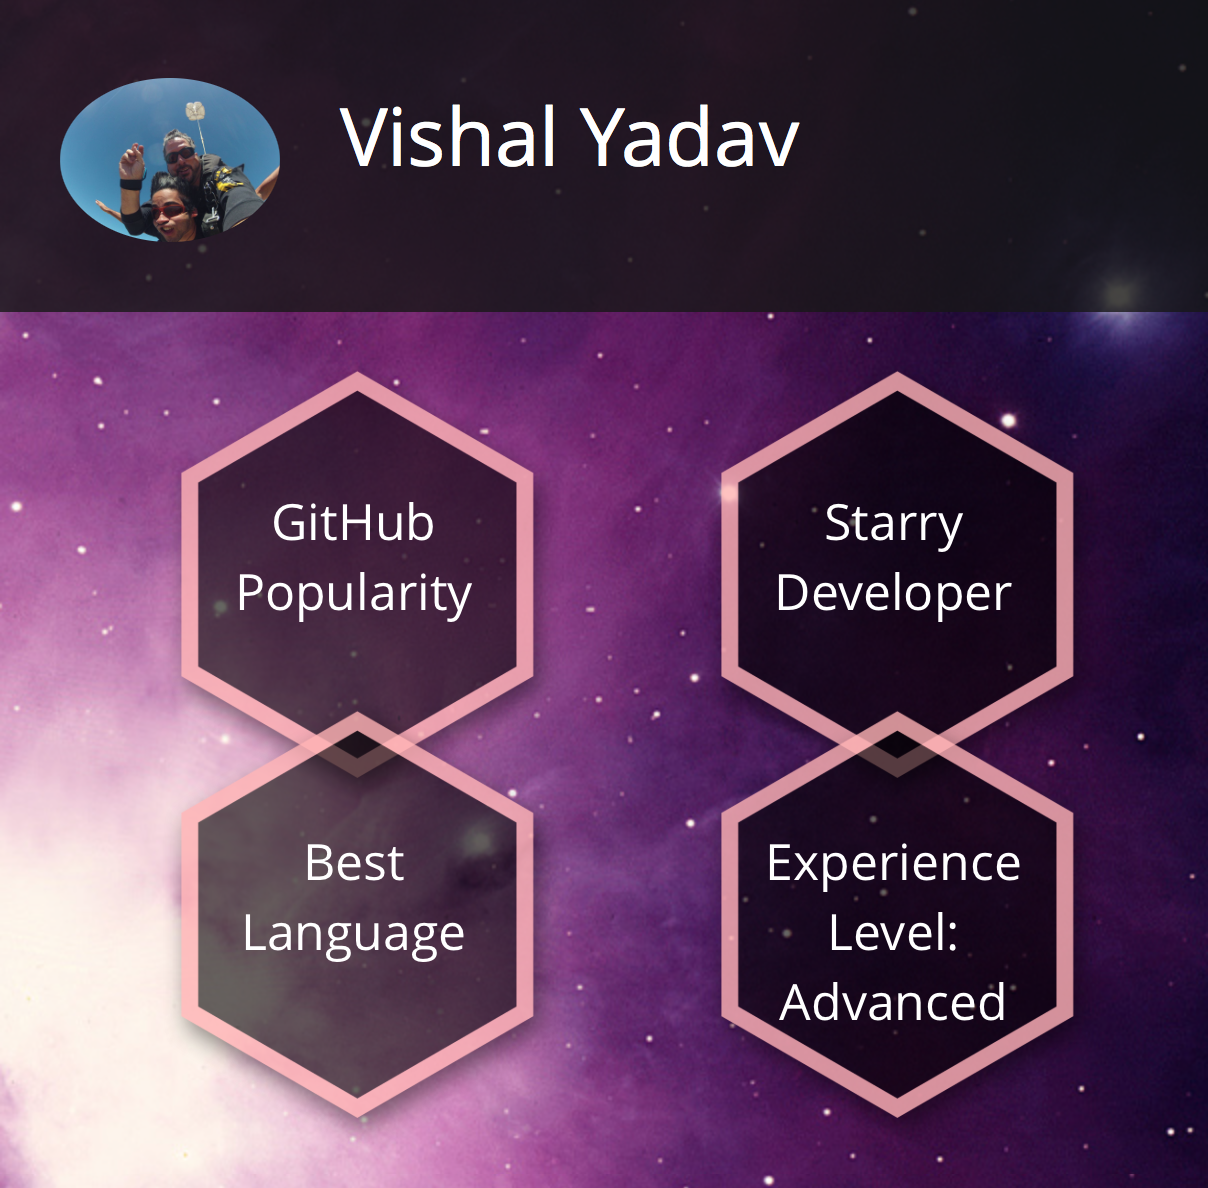 Vishal Yadav
GitHub
Popularity
Starry
Developer
Best
Language
Experience
Level:
Advanced